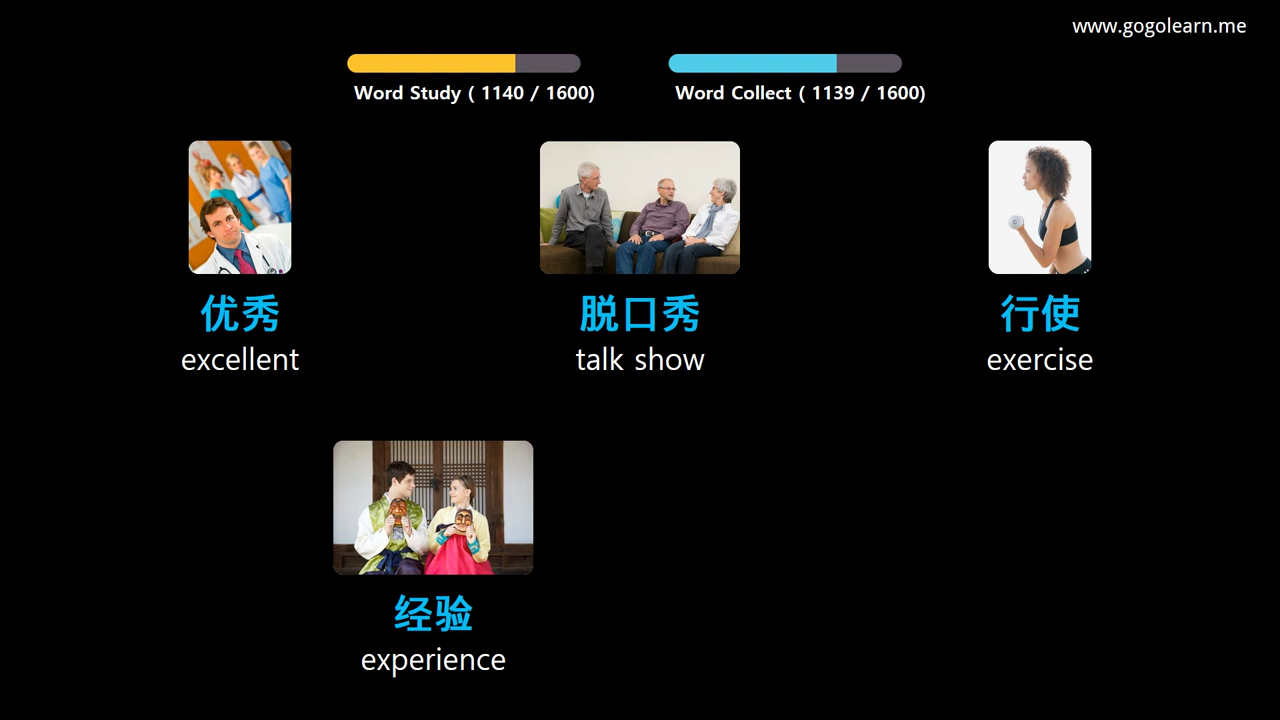 www.gogolearn.me
Word Study ( 1140 / 1600)
Word Collect ( 1139 / 1600)
优秀
excellent
脱口秀
talk show
行使
exercise
经验
experience